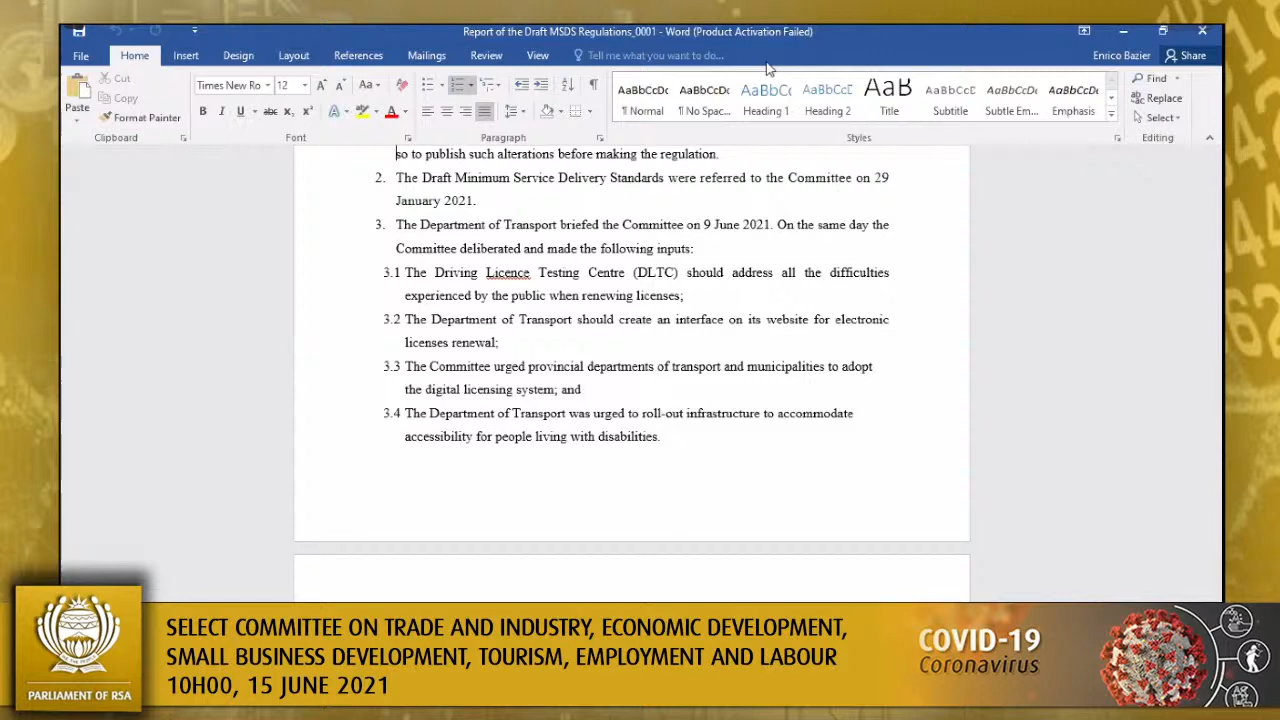 Report of the Draft MSDS Regulations_0001 - Word (Product Activation Failed)
File Home Insert Design Layout References Mailings Review View Tell me what you want to do... Enrico Bazier Share
Paste
Cut
Copy
Format Painter
Clipboard
Times New Ro 12
Font
Paragraph
AaBbCcDc AaBbCcDc AaBbCc AaBbCcD AaB AaBbCcD AaBbCcDc AaBbCcDc
¶ Normal ¶ No Spac... Heading 1 Heading 2 Title Subtitle Subtle Em... Emphasis
Styles
Find
Replace
Select
Editing
so to publish such alterations before making the regulation.
2. The Draft Minimum Service Delivery Standards were referred to the Committee on 29
January 2021.
3. The Department of Transport briefed the Committee on 9 June 2021. On the same day the
Committee deliberated and made the following inputs:
3.1 The Driving Licence Testing Centre (DLTC) should address all the difficulties
experienced by the public when renewing licenses;
3.2 The Department of Transport should create an interface on its website for electronic
licenses renewal;
3.3 The Committee urged provincial departments of transport and municipalities to adopt
the digital licensing system; and
3.4 The Department of Transport was urged to roll-out infrastructure to accommodate
accessibility for people living with disabilities.
PARLIAMENT OF RSA
SELECT COMMITTEE ON TRADE AND INDUSTRY, ECONOMIC DEVELOPMENT,
SMALL BUSINESS DEVELOPMENT, TOURISM, EMPLOYMENT AND LABOUR
10H00, 15 JUNE 2021
COVID-19
Coronavirus